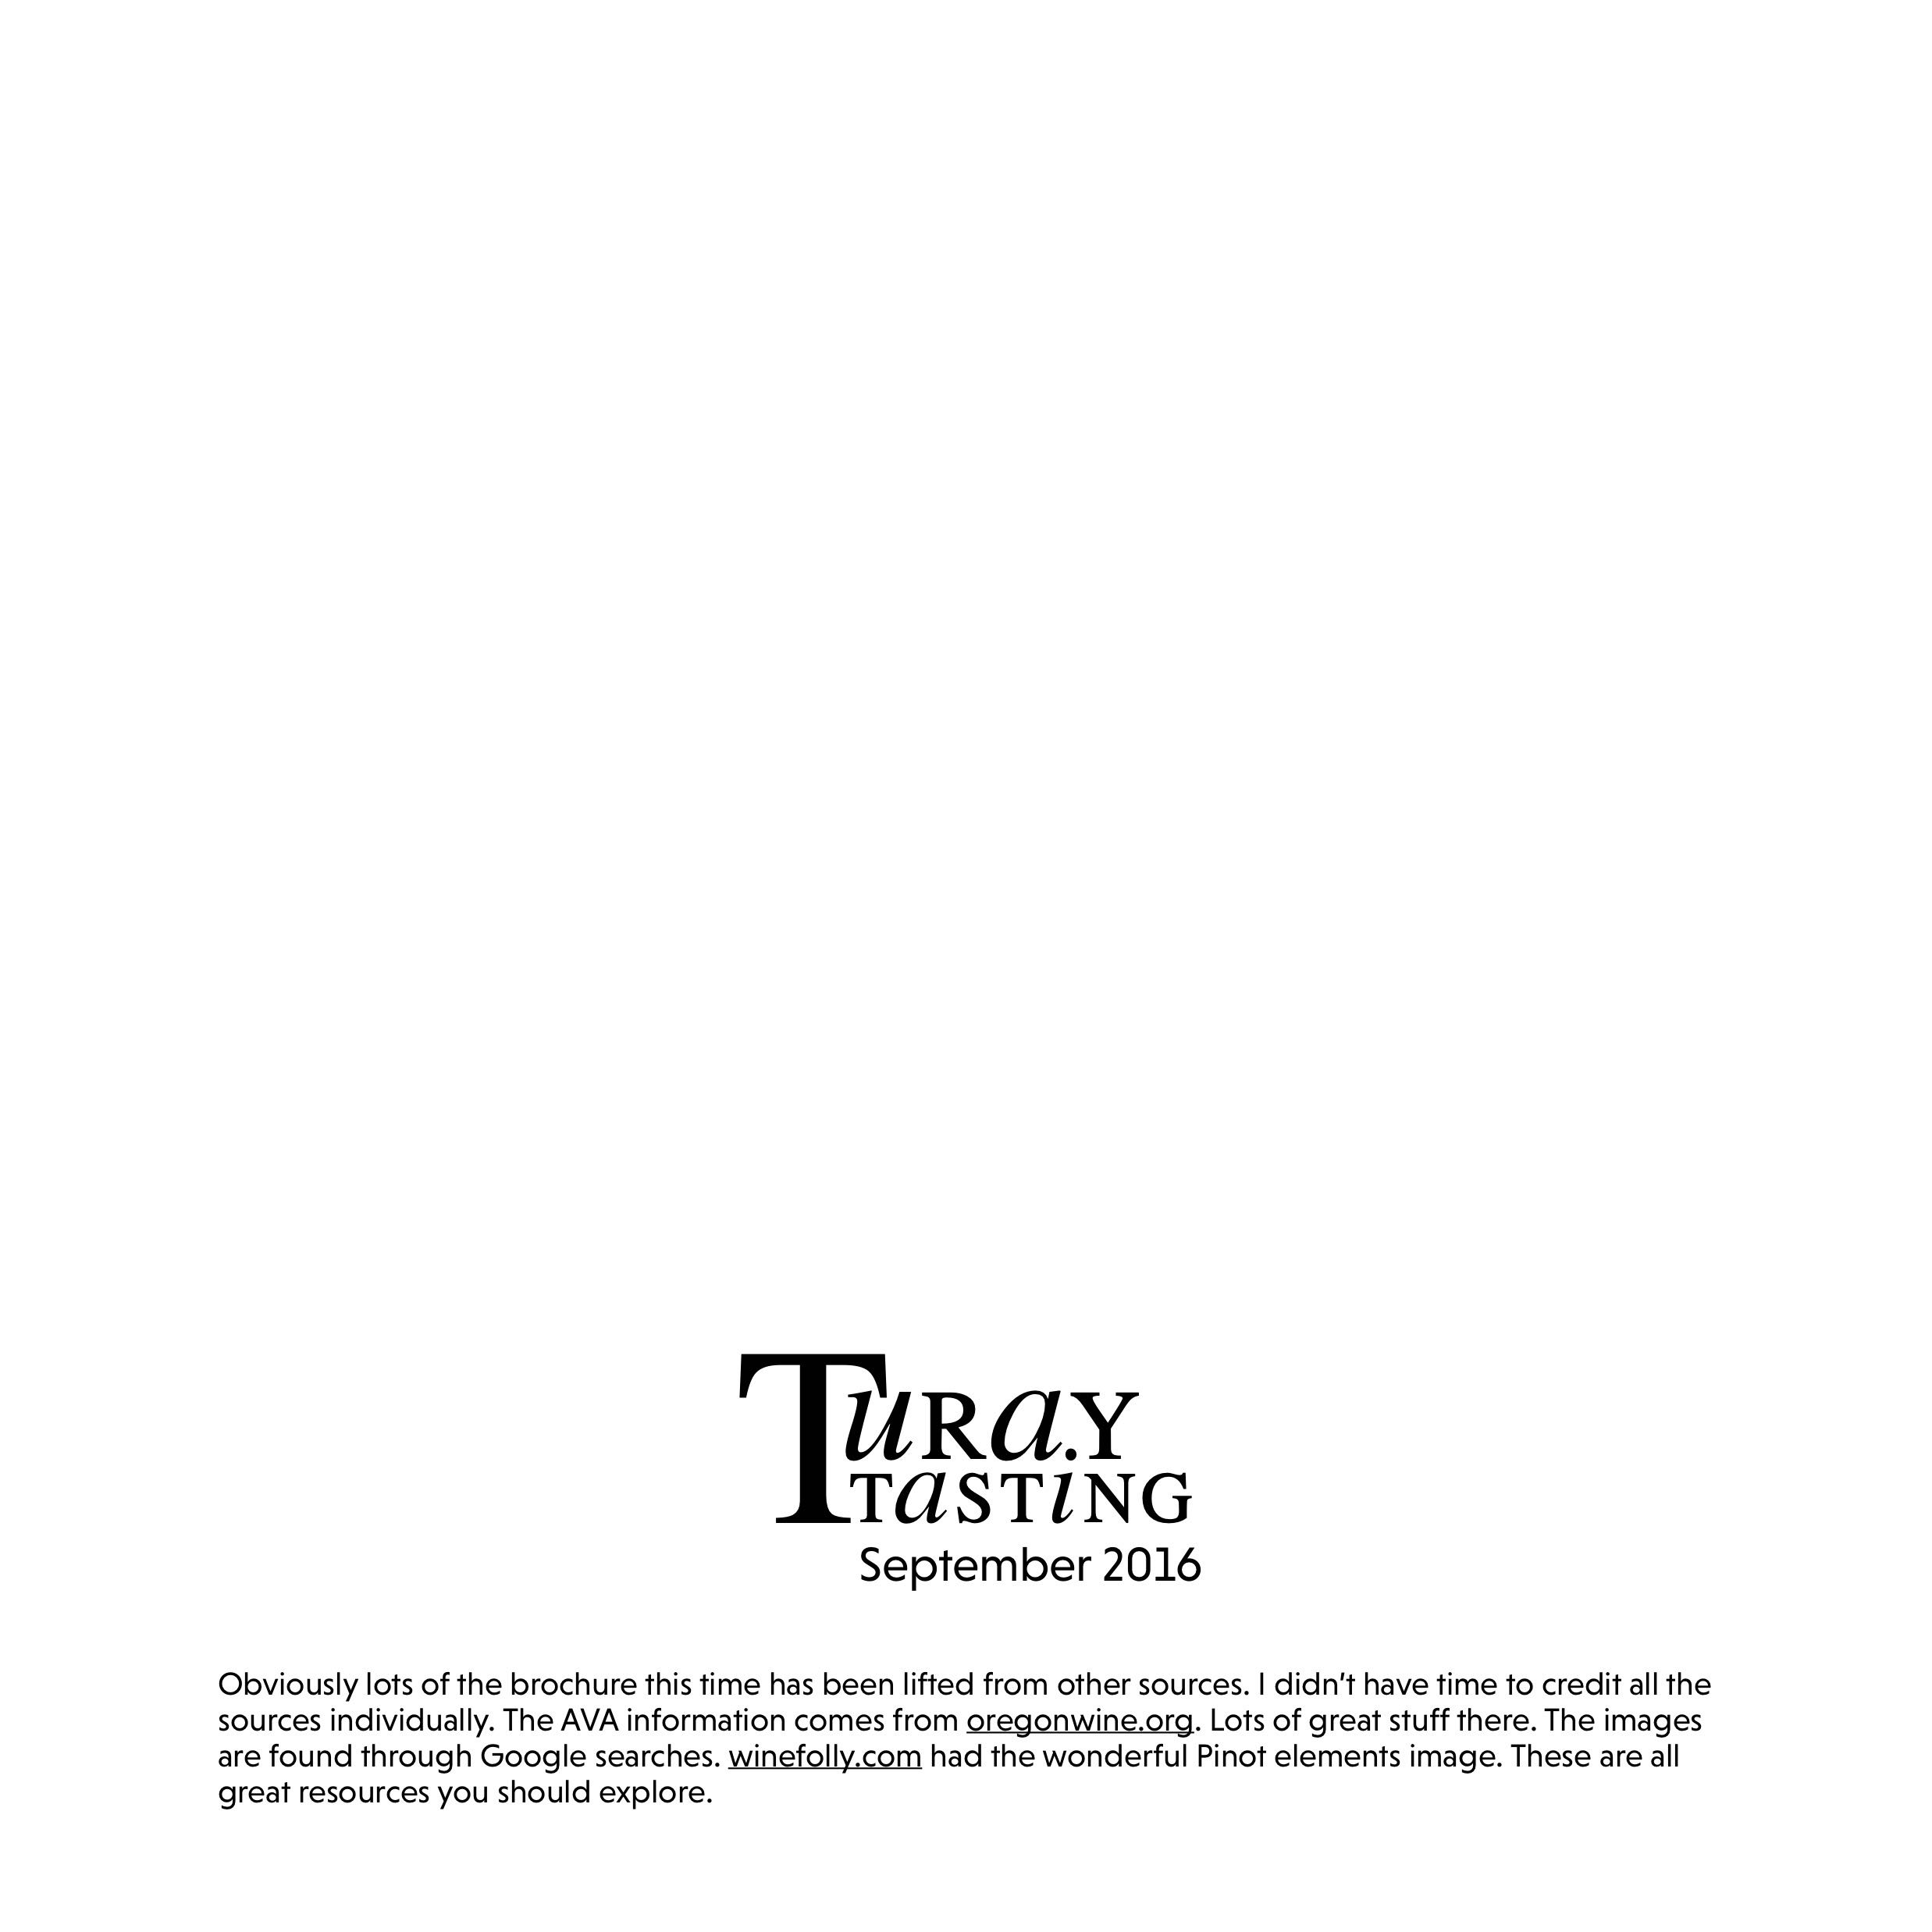 TuRaY
TaSTiNG
September 2016
Obviously lots of the brochure this time has been lifted from other sources. I didn't have time to credit all the
sources individually. The AVA information comes from oregonwine.org. Lots of great stuff there. The images
are found through Google searches. winefolly.com had the wonderful Pinot elements image. These are all
great resources you should explore.